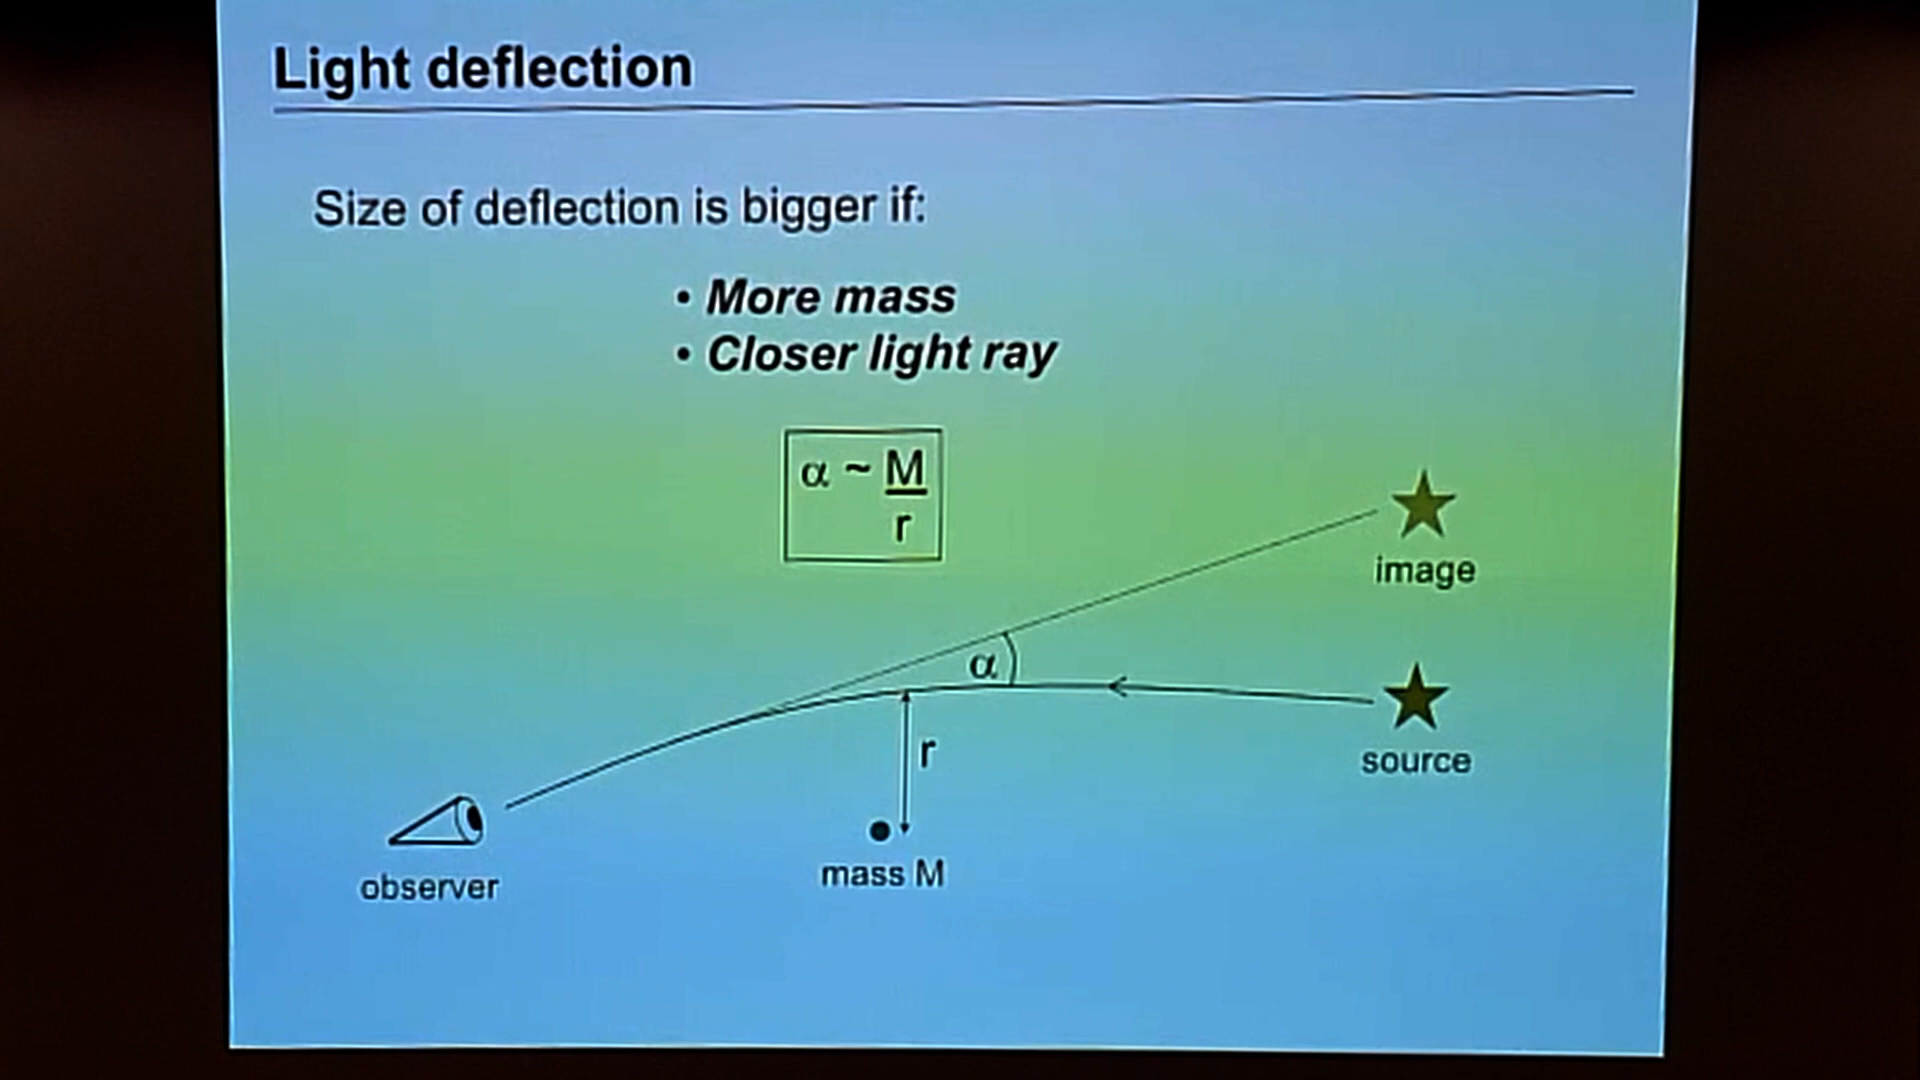 Light deflection
Size of deflection is bigger if:
• More mass
• Closer light ray
α ~ M
r
image
α
r
source
mass M
observer